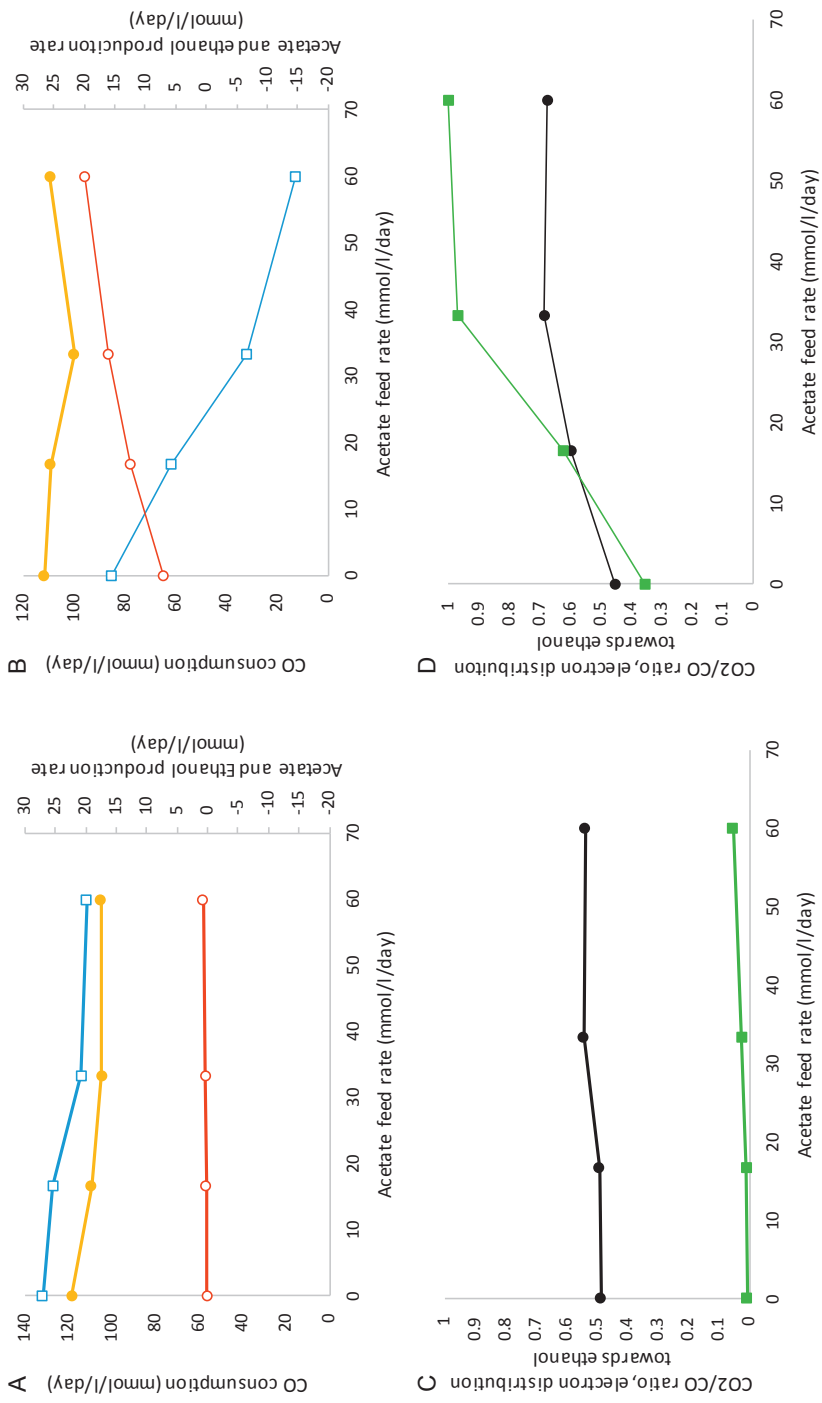 A
CO consumption (mmol/l/day)
140
120
100
80
60
40
20
0
0 10 20 30 40 50 60 70
Acetate feed rate (mmol/l/day)
30
25
20
15
10
5
0
-5
-10
-15
-20
Acetate and Ethanol production rate
(mmol/l/day)
B
CO consumption (mmol/l/day)
120
100
80
60
40
20
0
0 10 20 30 40 50 60 70
Acetate feed rate (mmol/l/day)
30
25
20
15
10
5
0
-5
-10
-15
-20
Acetate and ethanol produciton rate
(mmol/l/day)
C
CO2/CO ratio, electron distribution
towards ethanol
1
0.9
0.8
0.7
0.6
0.5
0.4
0.3
0.2
0.1
0
0 10 20 30 40 50 60 70
Acetate feed rate (mmol/l/day)
D
CO2/CO ratio, electron distribuiton
towards ethanol
1
0.9
0.8
0.7
0.6
0.5
0.4
0.3
0.2
0.1
0
0 10 20 30 40 50 60 70
Acetate feed rate (mmol/l/day)